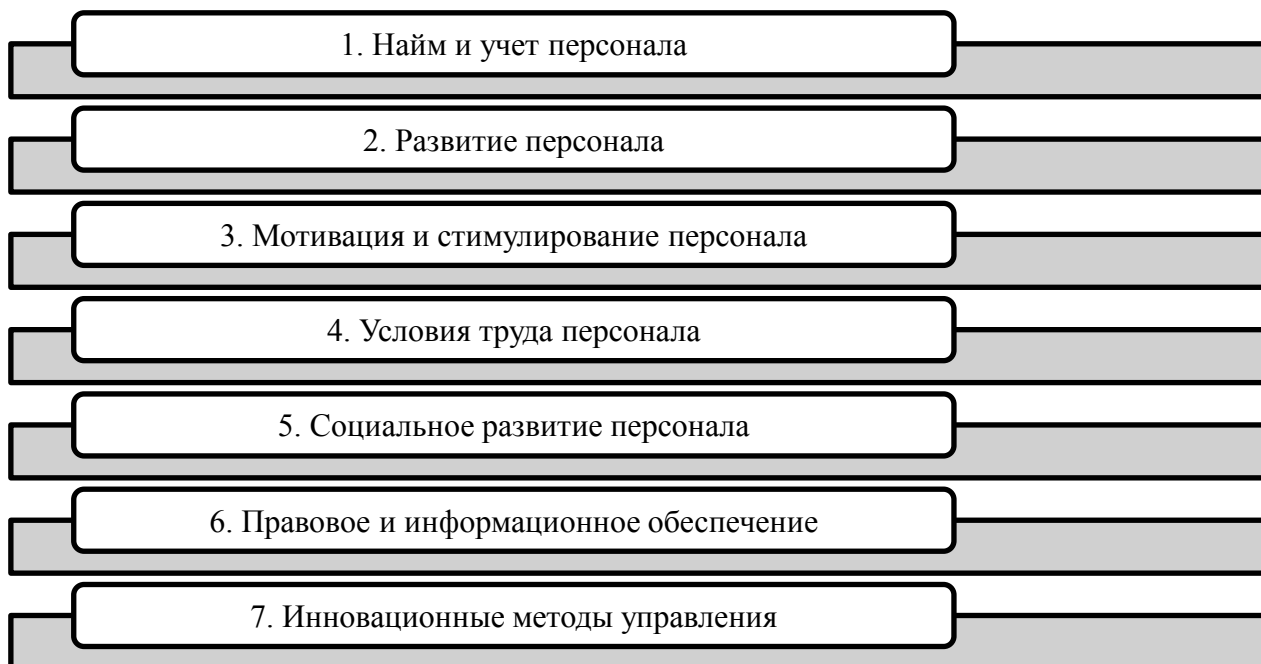 1. Найм и учет персонала
2. Развитие персонала
3. Мотивация и стимулирование персонала
4. Условия труда персонала
5. Социальное развитие персонала
6. Правовое и информационное обеспечение
7. Инновационные методы управления